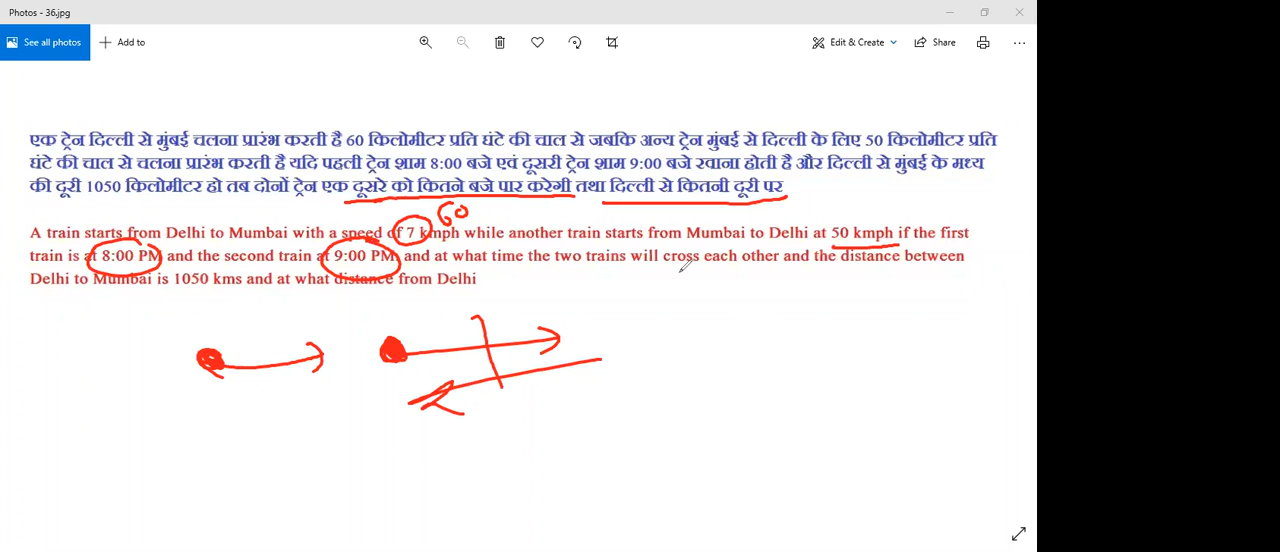 Photos - 36.jpg
See all photos
Add to
Edit & Create
Share
एक ट्रेन दिल्ली से मुंबई चलना प्रारंभ करती है 60 किलोमीटर प्रति घंटे की चाल से जबकि अन्य ट्रेन मुंबई से दिल्ली के लिए 50 किलोमीटर प्रति
घंटे की चाल से चलना प्रारंभ करती है यदि पहली ट्रेन शाम 8:00 बजे एवं दूसरी ट्रेन शाम 9:00 बजे रवाना होती है और दिल्ली से मुंबई के मध्य
की दूरी 1050 किलोमीटर हो तब दोनों ट्रेन एक दूसरे को कितने बजे पार करेगी तथा दिल्ली से कितनी दूरी पर
60
A train starts from Delhi to Mumbai with a speed of 7 kmph while another train starts from Mumbai to Delhi at 50 kmph if the first
train is at 8:00 PM and the second train at 9:00 PM, and at what time the two trains will cross each other and the distance between
Delhi to Mumbai is 1050 kms and at what distance from Delhi